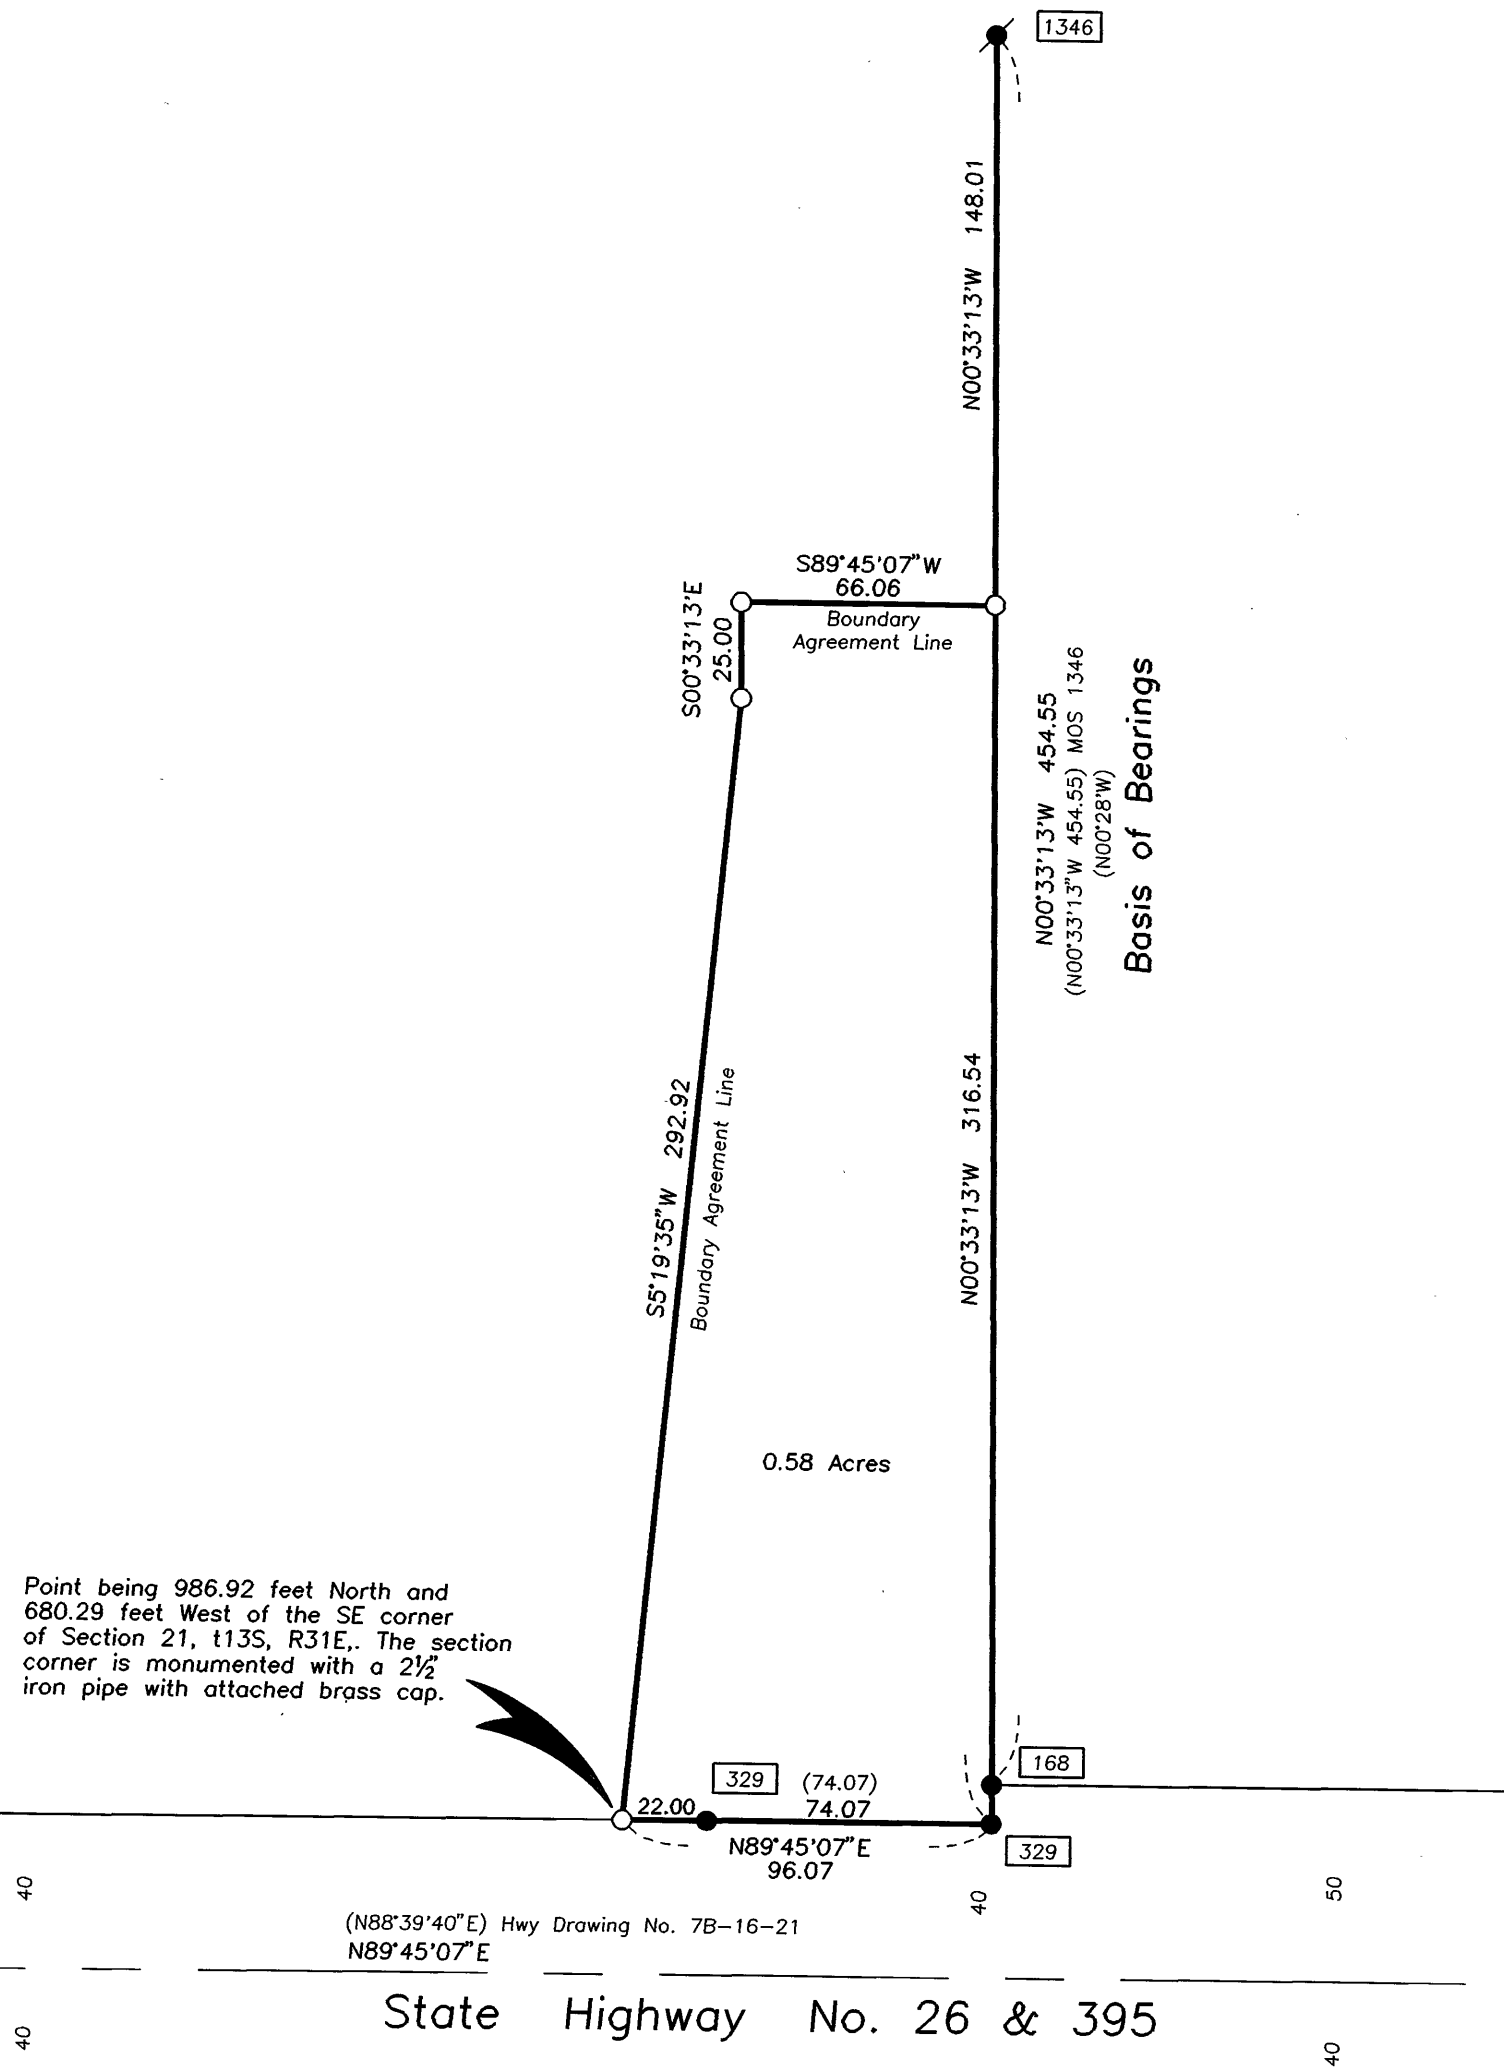 1346
N00°33'13'W 148.01
S89°45'07"W
66.06
Boundary
Agreement Line
S00°33'13'E
25.00
N00°33'13'W 454.55
(N00°33'13"W 454.55) MOS 1346
(N00°28'W)
Basis of Bearings
S5°19'35"W 292.92
Boundary Agreement Line
N00°33'13'W 316.54
0.58 Acres
Point being 986.92 feet North and
680.29 feet West of the SE corner
of Section 21, t13S, R31E,. The section
corner is monumented with a 2½"
iron pipe with attached brass cap.
168
329 (74.07)
22.00 74.07
N89°45'07"E
96.07
329
40
40
50
(N88°39'40"E) Hwy Drawing No. 7B-16-21
N89°45'07"E
State Highway No. 26 & 395
40
40